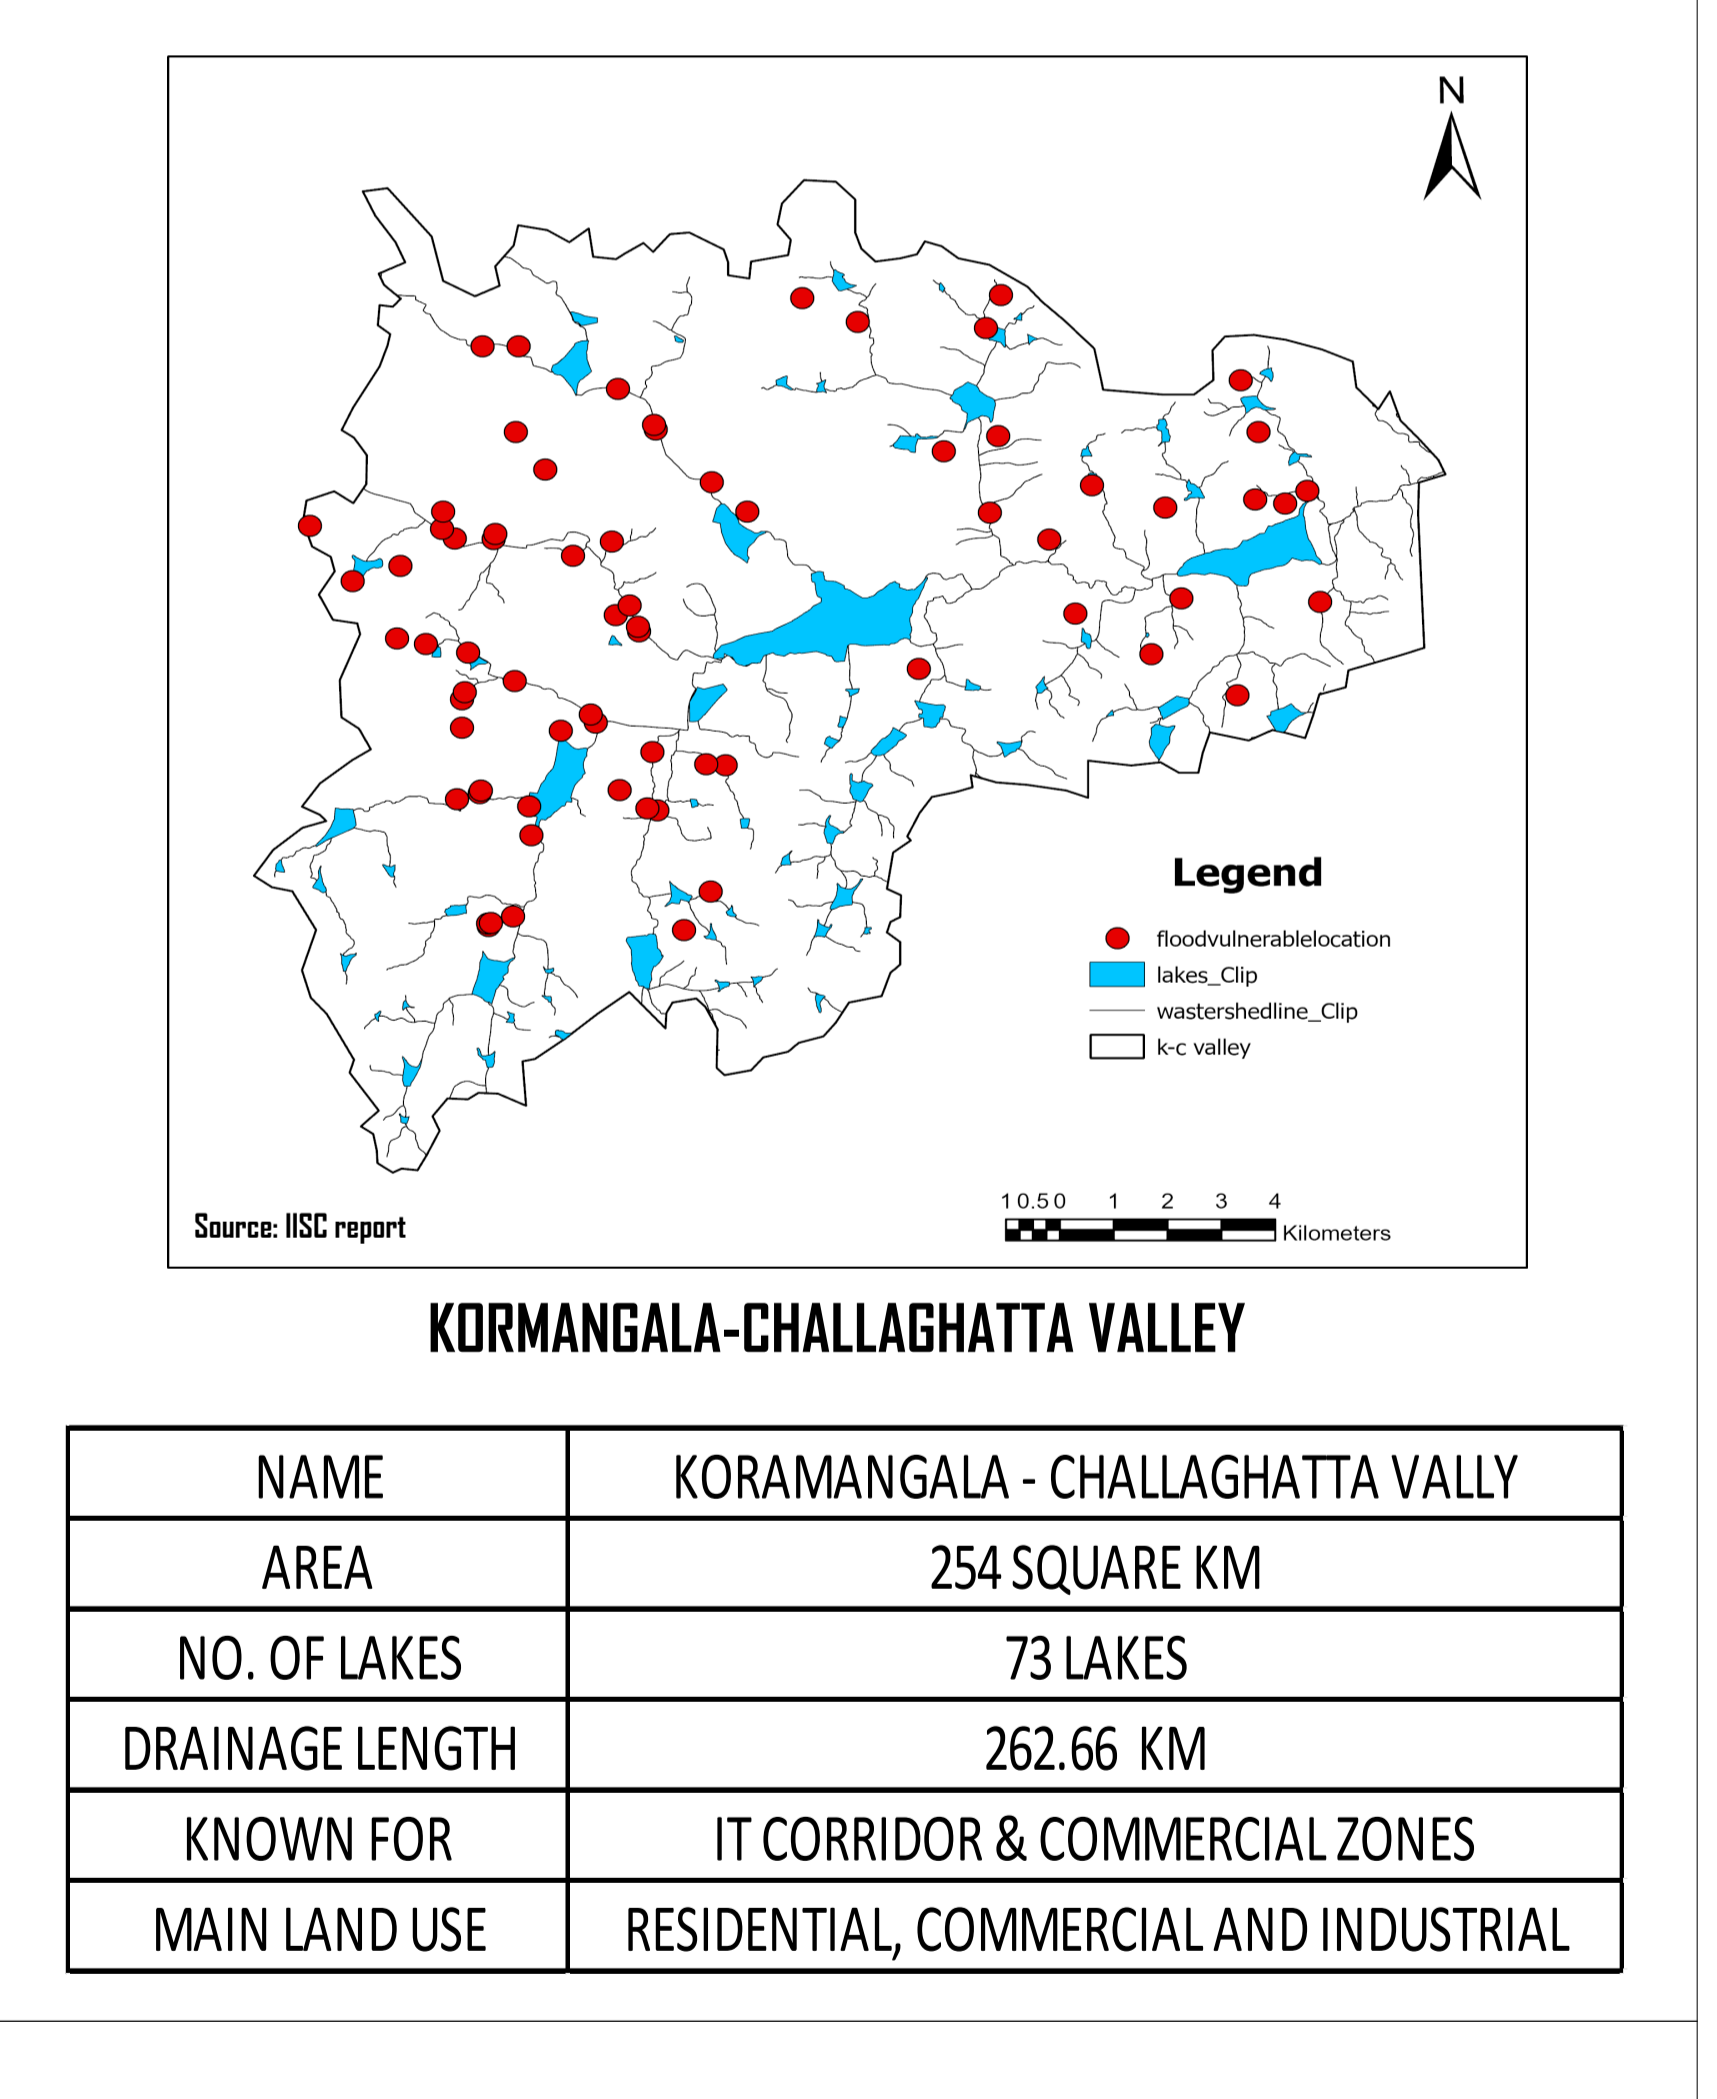 N
Legend
floodvulnerablelocation
lakes_Clip
wastershedline_Clip
k-c valley
1 0.5 0 1 2 3 4
Kilometers
Source: IISC report
KORMANGALA-CHALLAGHATTA VALLEY
NAME KORAMANGALA - CHALLAGHATTA VALLY
AREA 254 SQUARE KM
NO. OF LAKES 73 LAKES
DRAINAGE LENGTH 262.66 KM
KNOWN FOR IT CORRIDOR & COMMERCIAL ZONES
MAIN LAND USE RESIDENTIAL, COMMERCIAL AND INDUSTRIAL